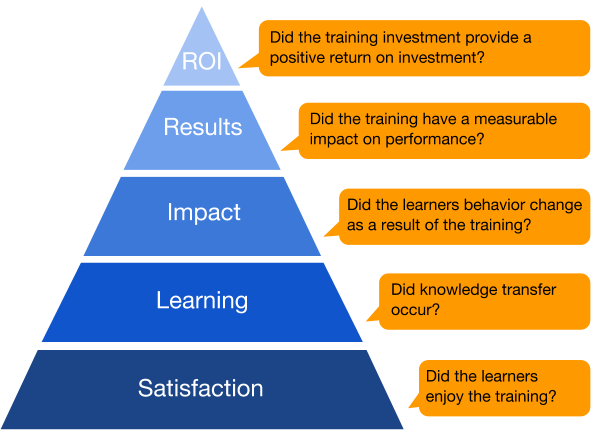 ROI
Did the training investment provide a
positive return on investment?
Results
Did the training have a measurable
impact on performance?
Impact
Did the learners behavior change
as a result of the training?
Learning
Did knowledge transfer
occur?
Satisfaction
Did the learners
enjoy the training?